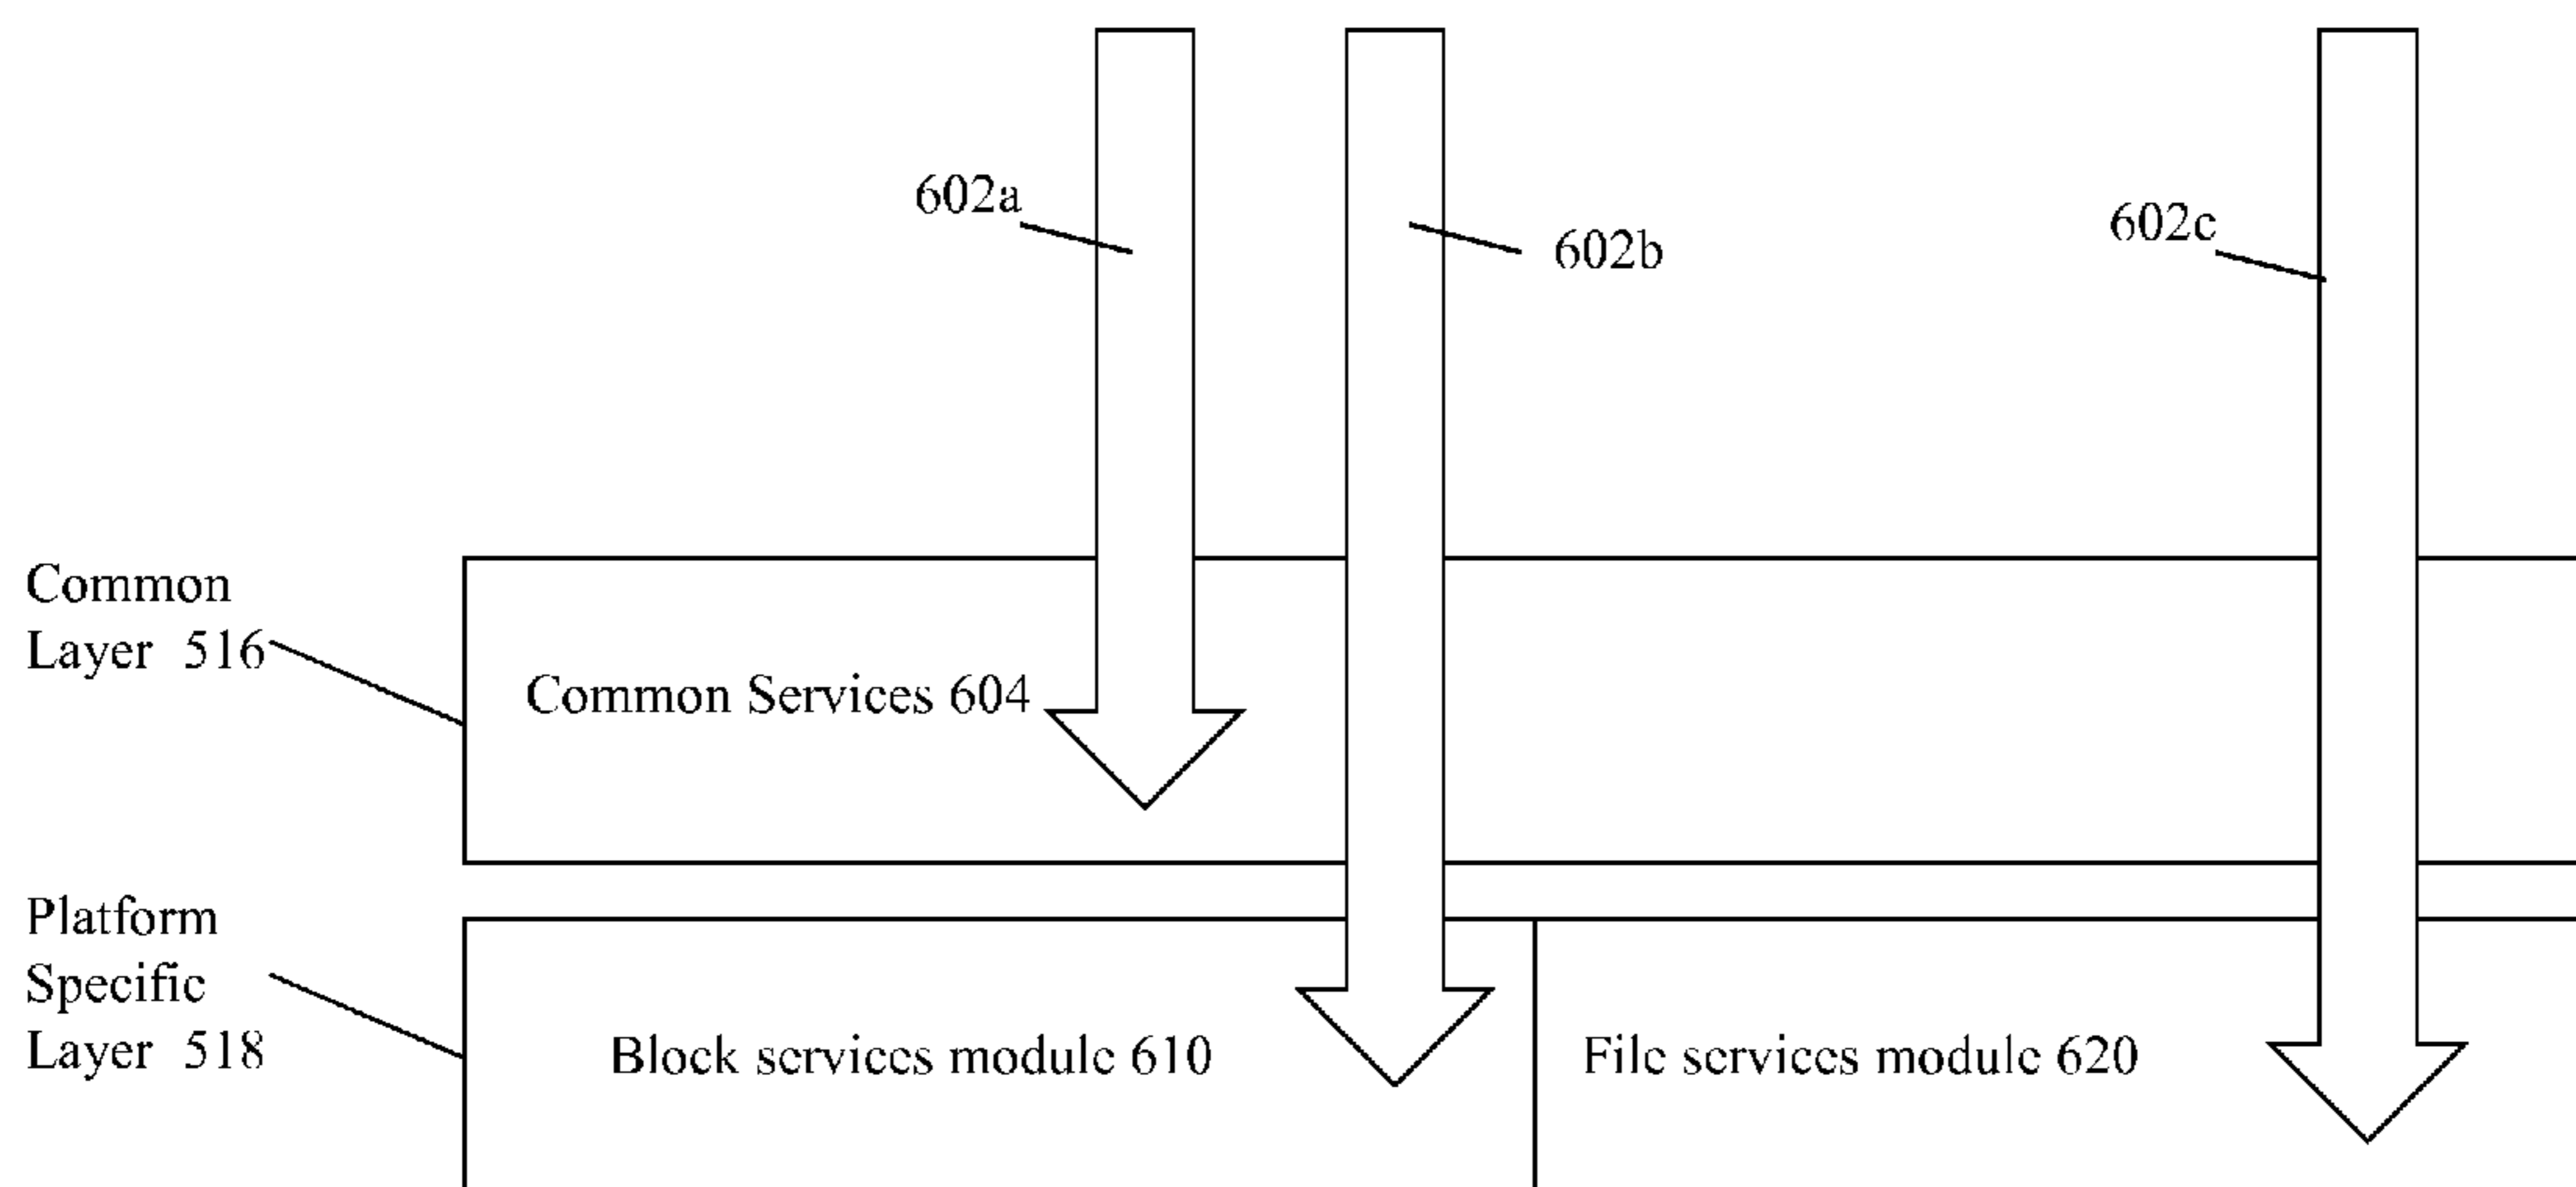 602a
602b
602c
Common
Layer 516
Common Services 604
Platform
Specific
Layer 518
Block services module 610
File services module 620